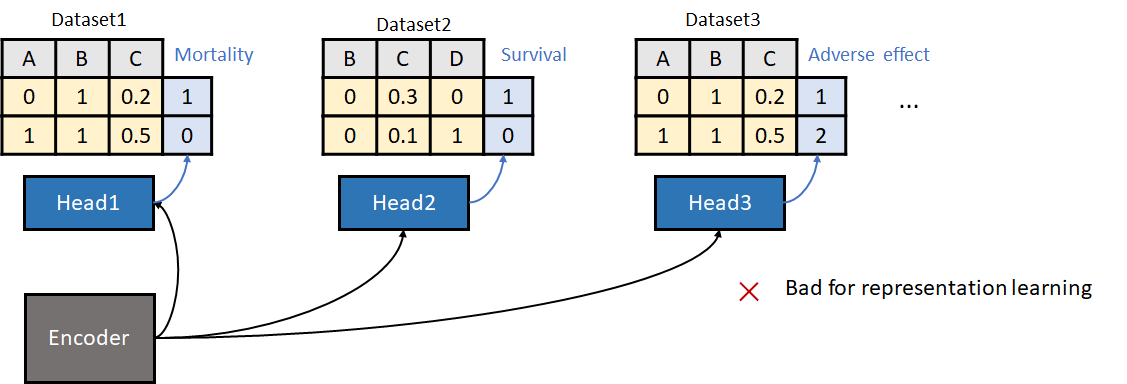 Dataset1
Dataset2
Dataset3
A B C Mortality
0 1 0.2 1
1 1 0.5 0
B C D Survival
0 0.3 0 1
0 0.1 1 0
A B C Adverse effect
0 1 0.2 1
1 1 0.5 2
...
Head1
Head2
Head3
Bad for representation learning
Encoder